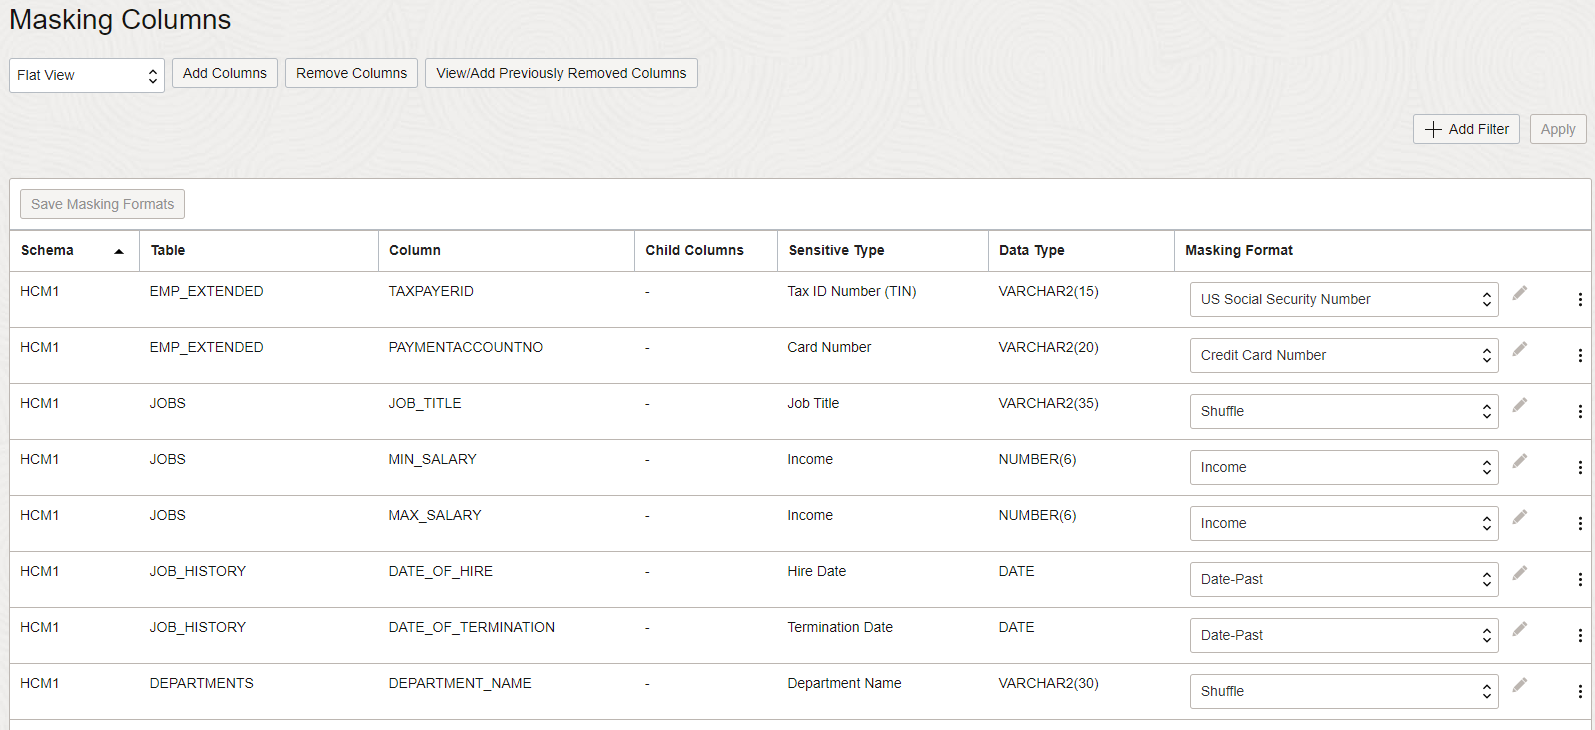 Masking Columns
Flat View Add Columns Remove Columns View/Add Previously Removed Columns
Add Filter Apply
Save Masking Formats
Schema Table Column Child Columns Sensitive Type Data Type Masking Format
HCM1 EMP_EXTENDED TAXPAYERID - Tax ID Number (TIN) VARCHAR2(15) US Social Security Number
HCM1 EMP_EXTENDED PAYMENTACCOUNTNO - Card Number VARCHAR2(20) Credit Card Number
HCM1 JOBS JOB_TITLE - Job Title VARCHAR2(35) Shuffle
HCM1 JOBS MIN_SALARY - Income NUMBER(6) Income
HCM1 JOBS MAX_SALARY - Income NUMBER(6) Income
HCM1 JOB_HISTORY DATE_OF_HIRE - Hire Date DATE Date-Past
HCM1 JOB_HISTORY DATE_OF_TERMINATION - Termination Date DATE Date-Past
HCM1 DEPARTMENTS DEPARTMENT_NAME - Department Name VARCHAR2(30) Shuffle